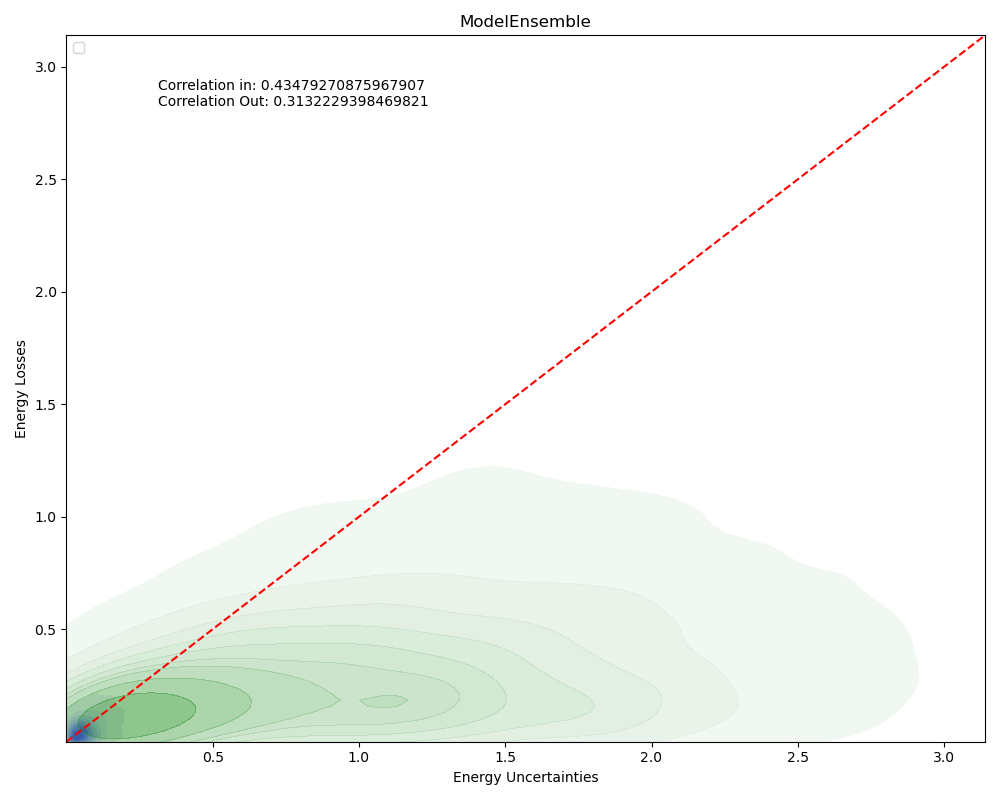 ModelEnsemble
3.0
Correlation in: 0.43479270875967907
Correlation Out: 0.3132229398469821
2.5
2.0
1.5
1.0
0.5
Energy Losses
0.5
1.0
1.5
2.0
2.5
3.0
Energy Uncertainties